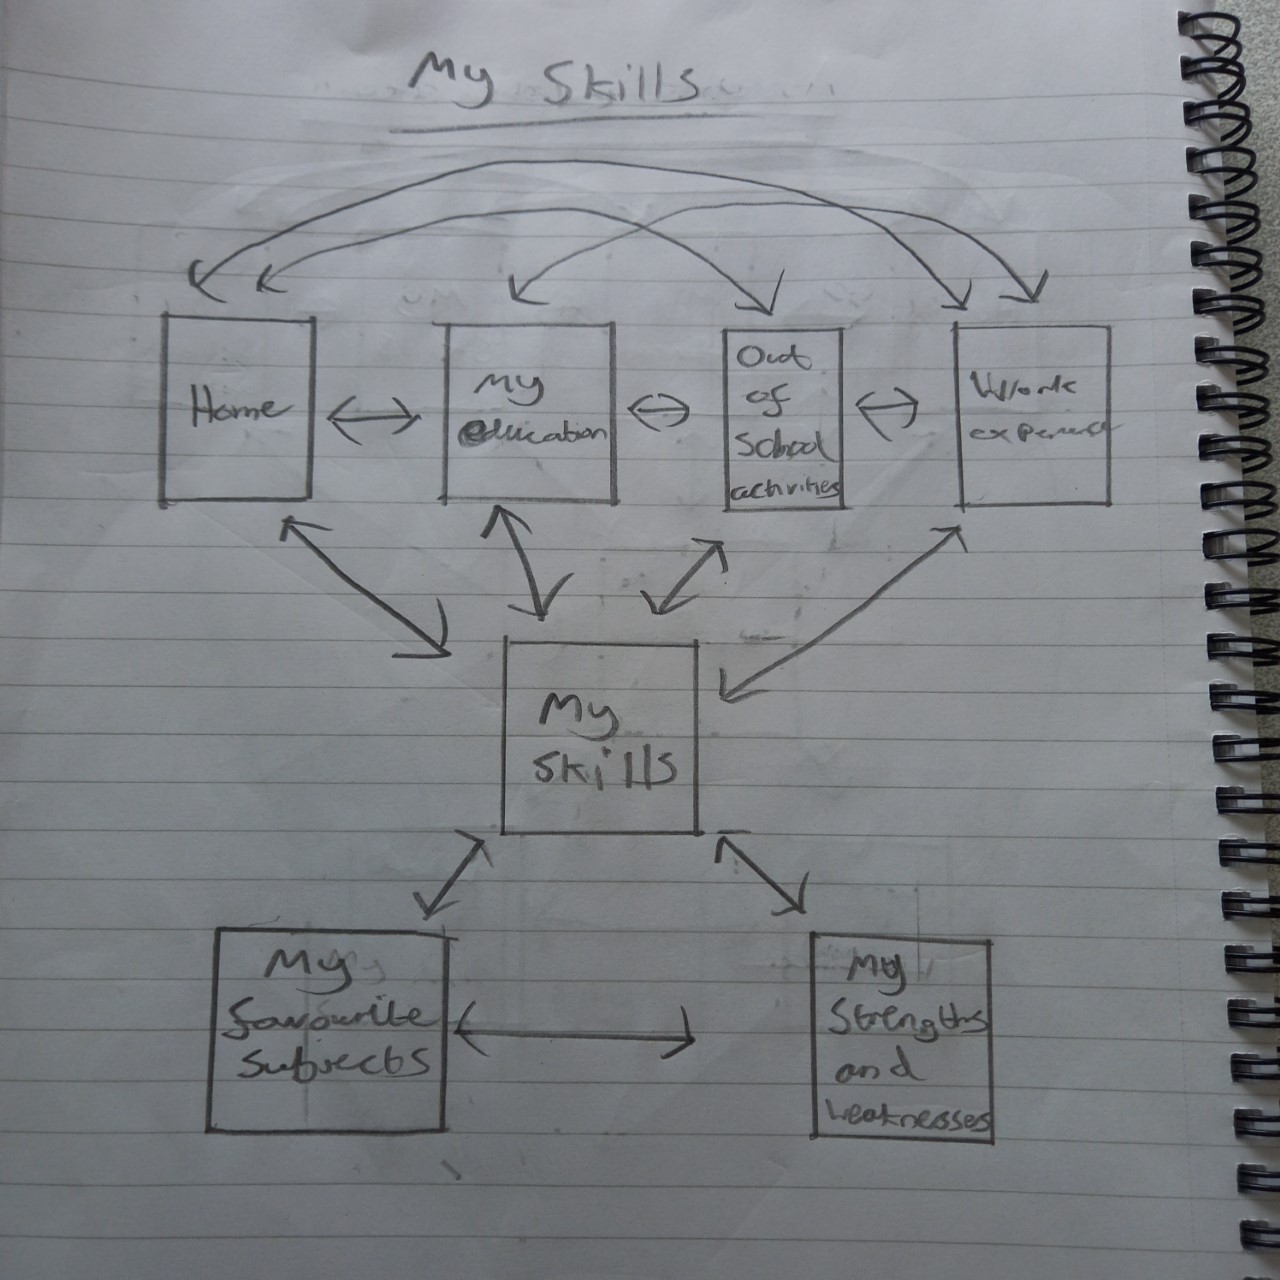 My Skills
Home
My
education
Out
of
School
activities
Work
experience
My
skills
My
favourite
subjects
My
Strengths
and
weaknesses